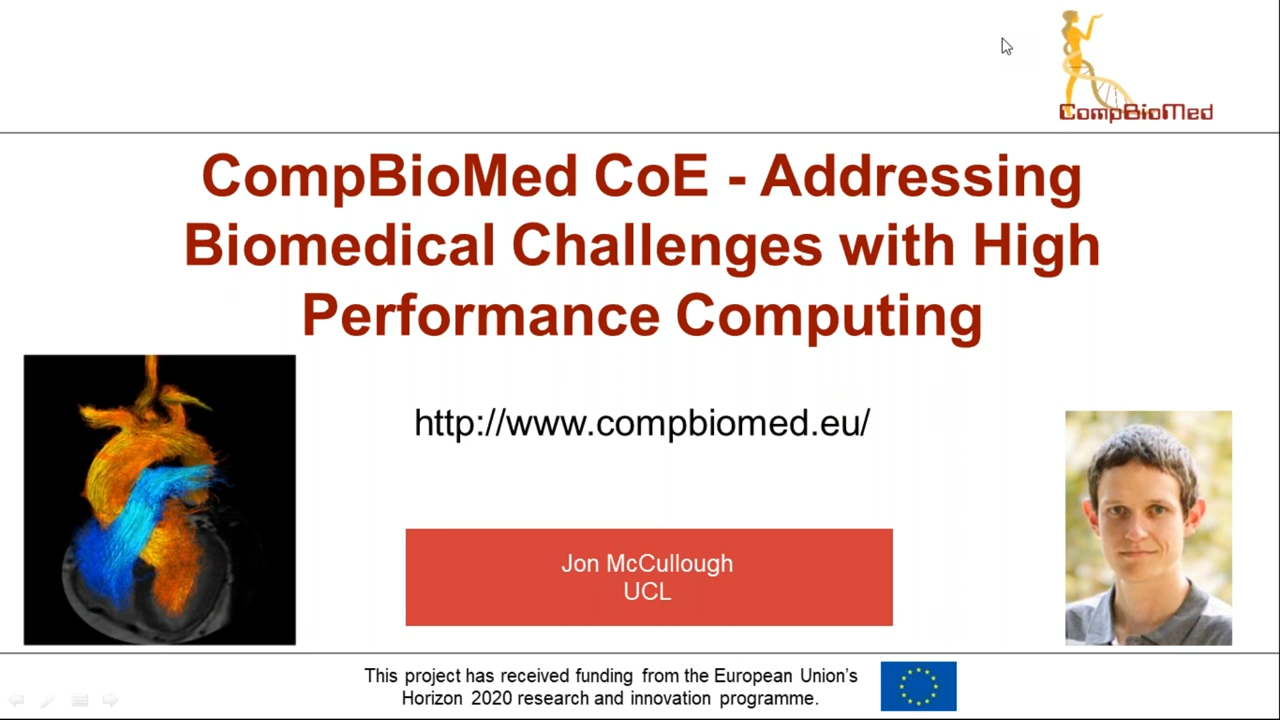 CompBioMed
CompBioMed CoE - Addressing
Biomedical Challenges with High
Performance Computing
http://www.compbiomed.eu/
Jon McCullough
UCL
This project has received funding from the European Union's
Horizon 2020 research and innovation programme.